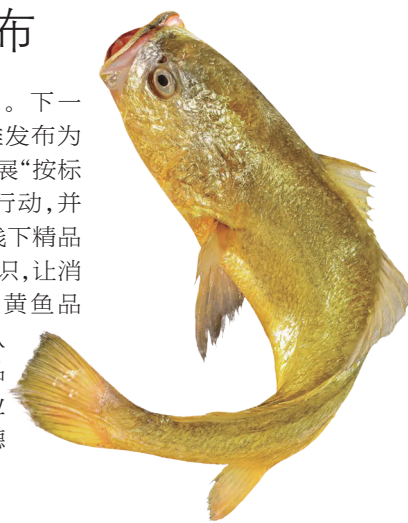 布
。下一
发布为
展“按标
行动,并
线下精品
识,让消
黄鱼品